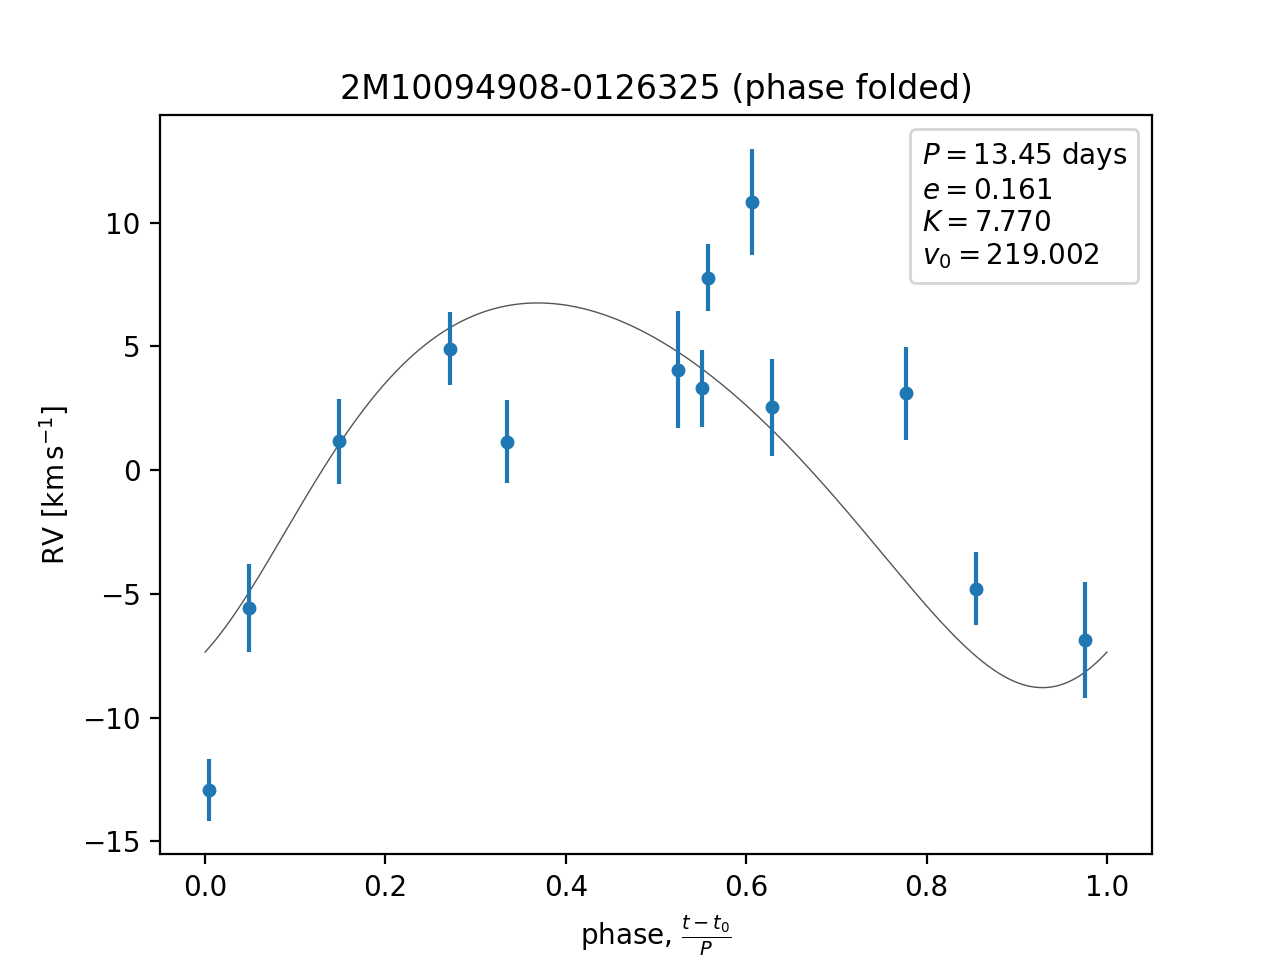 2M10094908-0126325 (phase folded)
P = 13.45 days
e = 0.161
K = 7.770
v₀ = 219.002
10
5
0
−5
−10
−15
RV [km s⁻¹]
0.0 0.2 0.4 0.6 0.8 1.0
phase, (t − t₀)/P